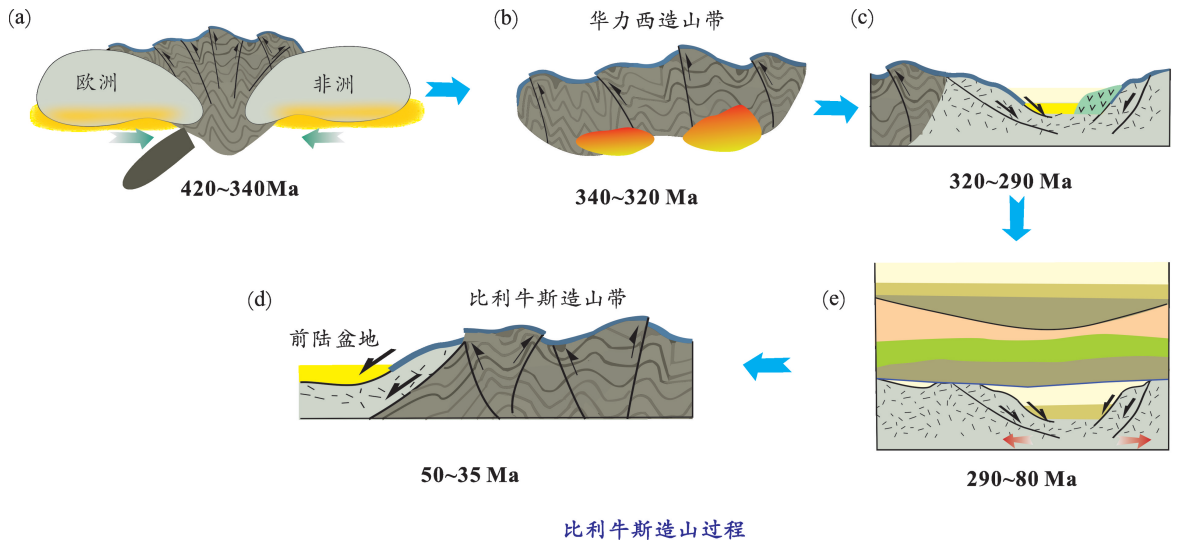 (a)
欧洲
非洲
420~340Ma
(b)
华力西造山带
340~320 Ma
(c)
320~290 Ma
(d)
比利牛斯造山带
前陆盆地
50~35 Ma
(e)
290~80 Ma
比利牛斯造山过程